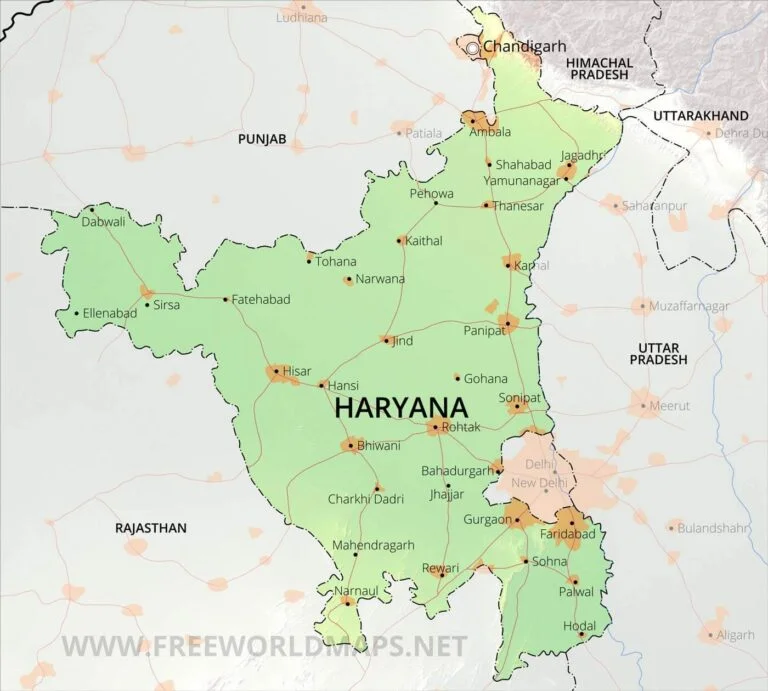 Ludhiana
Chandigarh
HIMACHAL
PRADESH
UTTARAKHAND
Ambala
Patiala
Dehra Du
PUNJAB
Shahabad
Jagadhri
Yamunanagar
Pehowa
Thanesar
Saharanpur
Dabwali
Kaithal
Tohana
Karnal
Narwana
Sirsa
Fatehabad
Ellenabad
Muzaffarnagar
Panipat
Jind
UTTAR
PRADESH
Hisar
Gohana
Hansi
Sonipat
HARYANA
Meerut
Rohtak
Bhiwani
Bahadurgarh
Delhi
New Delhi
Charkhi Dadri
Jhajjar
Gurgaon
RAJASTHAN
Faridabad
Bulandshahr
Mahendragarh
Sohna
Rewari
Narnaul
Palwal
Hodal
Aligarh
WWW.FREEWORLDMAPS.NET